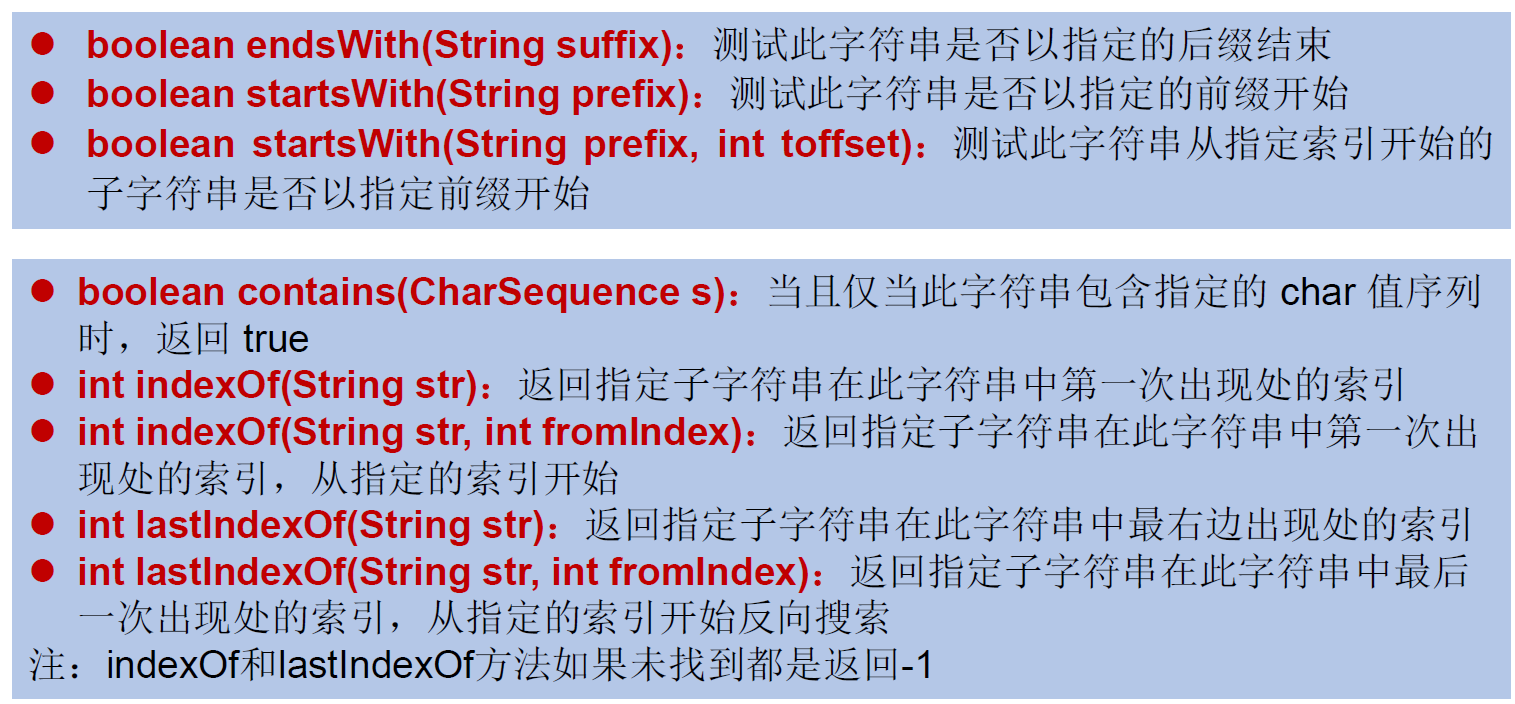 ● boolean endsWith(String suffix)：测试此字符串是否以指定的后缀结束
● boolean startsWith(String prefix)：测试此字符串是否以指定的前缀开始
● boolean startsWith(String prefix, int toffset)：测试此字符串从指定索引开始的
子字符串是否以指定前缀开始
● boolean contains(CharSequence s)：当且仅当此字符串包含指定的 char 值序列
时，返回 true
● int indexOf(String str)：返回指定子字符串在此字符串中第一次出现处的索引
● int indexOf(String str, int fromIndex)：返回指定子字符串在此字符串中第一次出
现处的索引，从指定的索引开始
● int lastIndexOf(String str)：返回指定子字符串在此字符串中最右边出现处的索引
● int lastIndexOf(String str, int fromIndex)：返回指定子字符串在此字符串中最后
一次出现处的索引，从指定的索引开始反向搜索
注：indexOf和lastIndexOf方法如果未找到都是返回-1